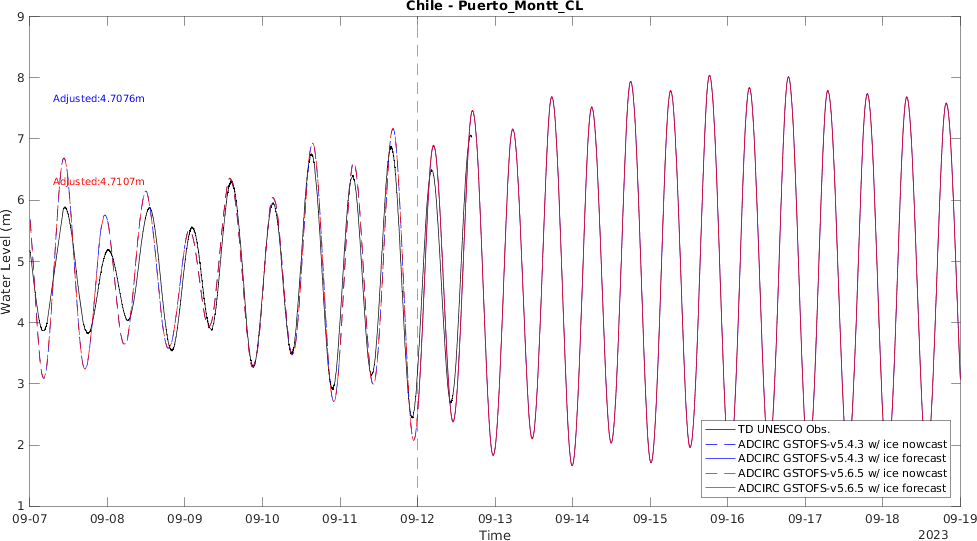 Chile - Puerto_Montt_CL
9
8
7
6
5
4
3
2
1
Water Level (m)
Adjusted:4.7076m
Adjusted:4.7107m
TD UNESCO Obs.
ADCIRC GSTOFS-v5.4.3 w/ ice nowcast
ADCIRC GSTOFS-v5.4.3 w/ ice forecast
ADCIRC GSTOFS-v5.6.5 w/ ice nowcast
ADCIRC GSTOFS-v5.6.5 w/ ice forecast
09-07 09-08 09-09 09-10 09-11 09-12 09-13 09-14 09-15 09-16 09-17 09-18 09-19
Time
2023